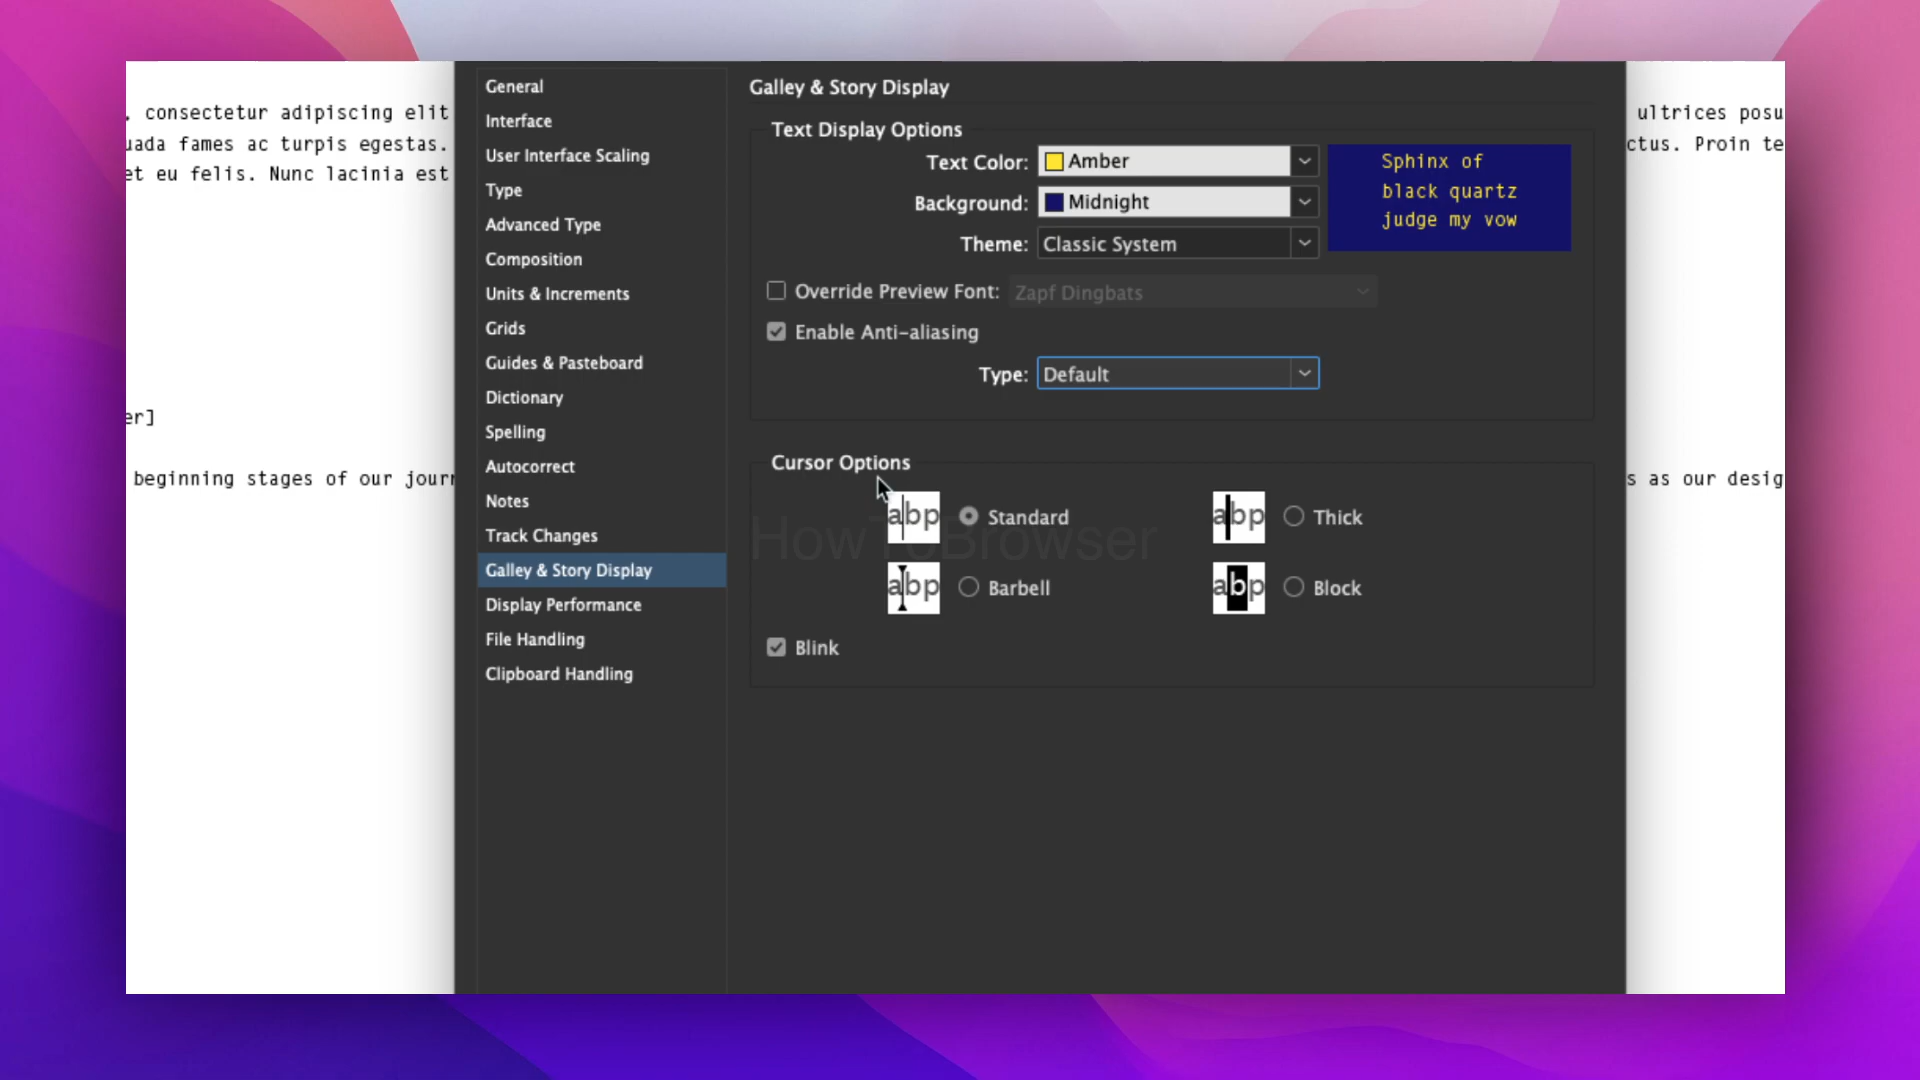 General
Interface
User Interface Scaling
Type
Advanced Type
Composition
Units & Increments
Grids
Guides & Pasteboard
Dictionary
Spelling
Autocorrect
Notes
Track Changes
Galley & Story Display
Display Performance
File Handling
Clipboard Handling
Galley & Story Display
Text Display Options
Text Color: Amber
Background: Midnight
Theme: Classic System
Sphinx of
black quartz
judge my vow
Override Preview Font: Zapf Dingbats
Enable Anti-aliasing
Type: Default
Cursor Options
abp Standard
abp Thick
abp Barbell
abp Block
Blink
HowToBrowser
, consectetur adipiscing elit
uada fames ac turpis egestas.
et eu felis. Nunc lacinia est
er]
beginning stages of our journ
ultrices posu
ctus. Proin te
s as our desig